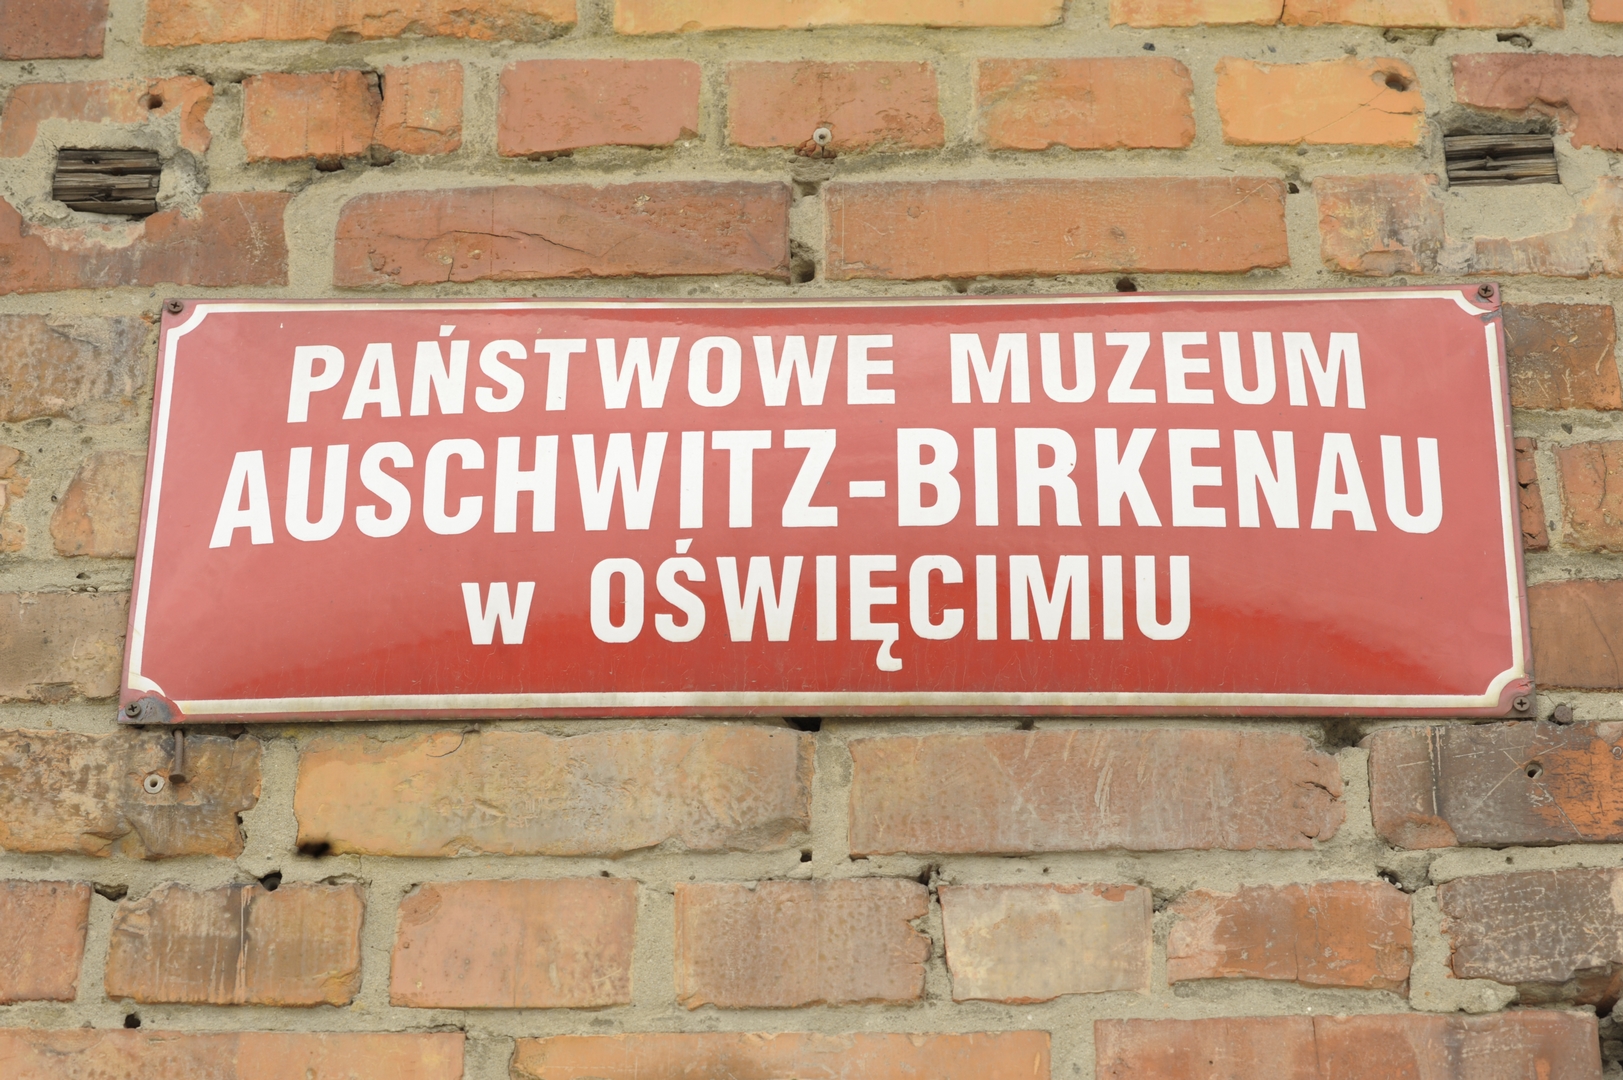 PAŃSTWOWE MUZEUM
AUSCHWITZ-BIRKENAU
w OŚWIĘCIMIU